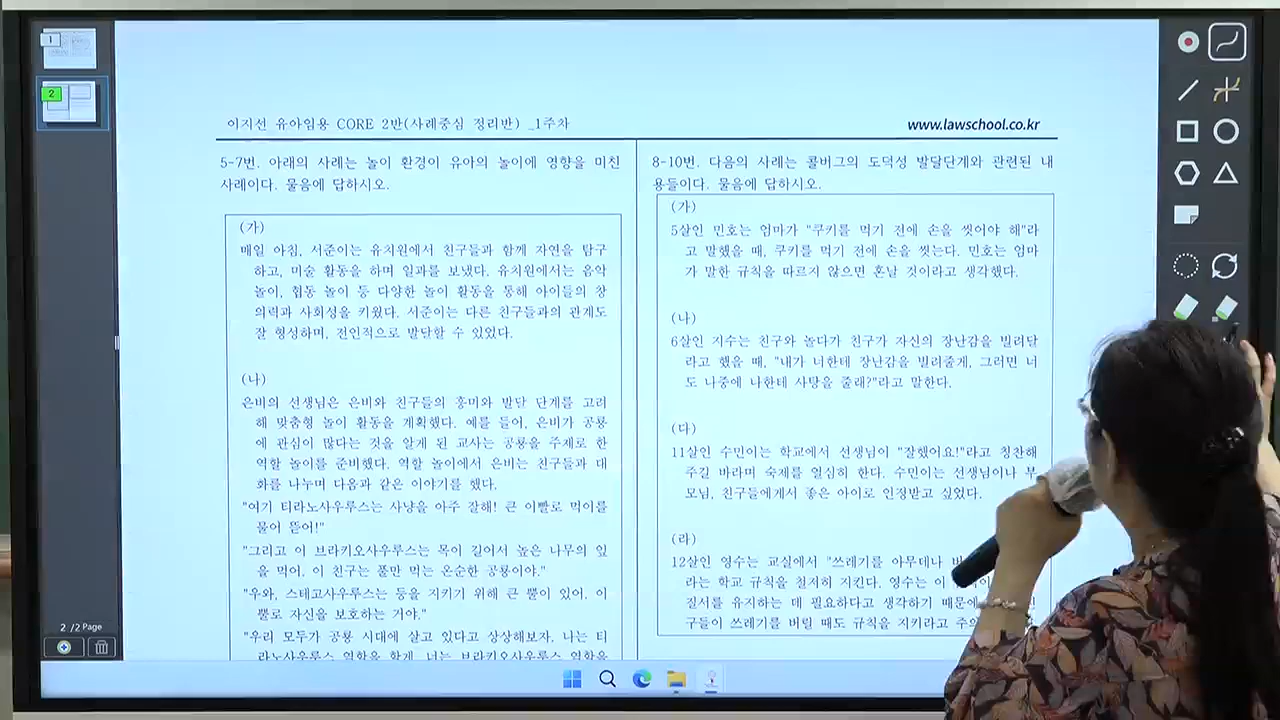 1
2
2 /2 Page
이지선 유아임용 CORE 2반(사례중심 정리반) _1주차
www.lawschool.co.kr
5-7번. 아래의 사례는 놀이 환경이 유아의 놀이에 영향을 미친
사례이다. 물음에 답하시오.
(가)
매일 아침, 서준이는 유치원에서 친구들과 함께 자연을 탐구
하고, 미술 활동을 하며 일과를 보냈다. 유치원에서는 음악
놀이, 협동 놀이 등 다양한 놀이 활동을 통해 아이들의 창
의력과 사회성을 키웠다. 서준이는 다른 친구들과의 관계도
잘 형성하며, 전인적으로 발달할 수 있었다.
(나)
은비의 선생님은 은비와 친구들의 흥미와 발달 단계를 고려
해 맞춤형 놀이 활동을 계획했다. 예를 들어, 은비가 공룡
에 관심이 많다는 것을 알게 된 교사는 공룡을 주제로 한
역할 놀이를 준비했다. 역할 놀이에서 은비는 친구들과 대
화를 나누며 다음과 같은 이야기를 했다.
"여기 티라노사우루스는 사냥을 아주 잘해! 큰 이빨로 먹이를
물어 뜯어!"
"그리고 이 브라키오사우루스는 목이 길어서 높은 나무의 잎
을 먹어. 이 친구는 풀만 먹는 온순한 공룡이야."
"우와, 스테고사우루스는 등을 지키기 위해 큰 뿔이 있어. 이
뿔로 자신을 보호하는 거야."
"우리 모두가 공룡 시대에 살고 있다고 상상해보자. 나는 티
라노사우루스 역할을 할게, 너는 브라키오사우루스 역할을
8-10번. 다음의 사례는 콜버그의 도덕성 발달단계와 관련된 내
용들이다. 물음에 답하시오.
(가)
5살인 민호는 엄마가 "쿠키를 먹기 전에 손을 씻어야 해"라
고 말했을 때, 쿠키를 먹기 전에 손을 씻는다. 민호는 엄마
가 말한 규칙을 따르지 않으면 혼날 것이라고 생각했다.
(나)
6살인 지수는 친구와 놀다가 친구가 자신의 장난감을 빌려달
라고 했을 때, "내가 너한테 장난감을 빌려줄게, 그러면 너
도 나중에 나한테 사탕을 줄래?"라고 말한다.
(다)
11살인 수민이는 학교에서 선생님이 "잘했어요!"라고 칭찬해
주길 바라며 숙제를 열심히 한다. 수민이는 선생님이나 부
모님, 친구들에게서 좋은 아이로 인정받고 싶었다.
(라)
12살인 영수는 교실에서 "쓰레기를 아무데나
라는 학교 규칙을 철저히 지킨다. 영수는 이
질서를 유지하는 데 필요하다고 생각하기 때문에
구들이 쓰레기를 버릴 때도 규칙을 지키라고